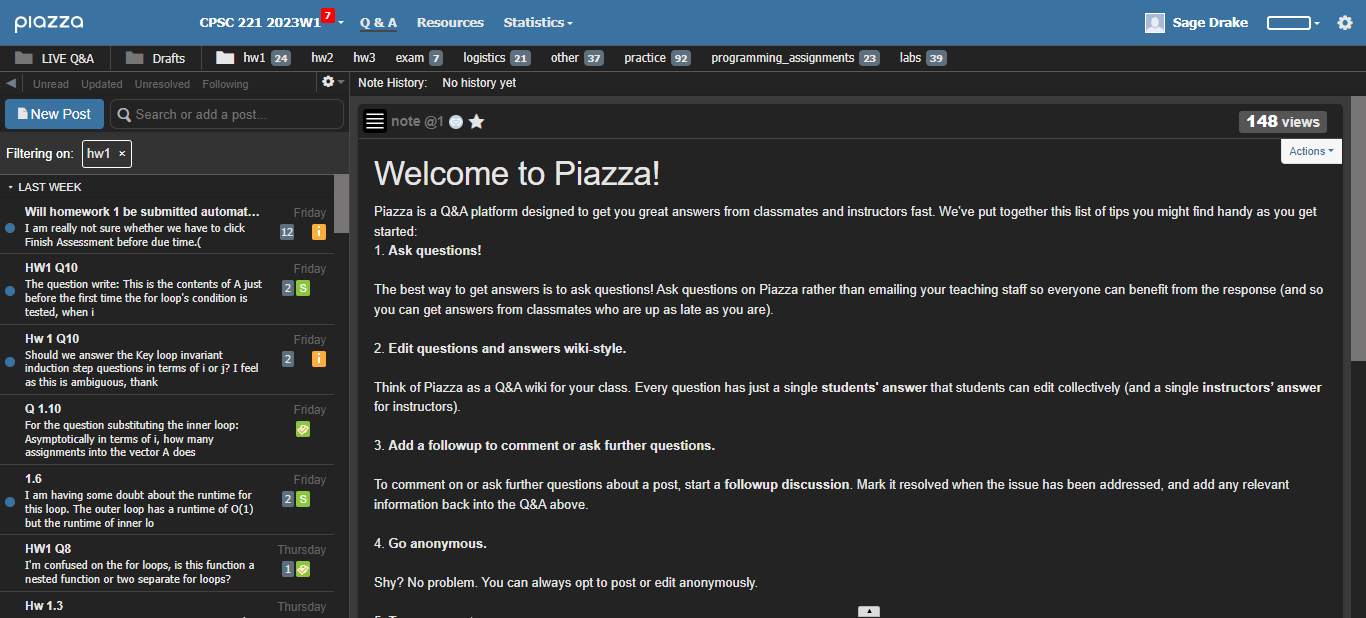 piazza
CPSC 221 2023W1 7 Q & A Resources Statistics Sage Drake
LIVE Q&A Drafts hw1 24 hw2 hw3 exam 7 logistics 21 other 37 practice 92 programming_assignments 23 labs 39
Unread Updated Unresolved Following
Note History: No history yet
New Post Search or add a post...
Filtering on: hw1 ×
LAST WEEK
Will homework 1 be submitted automat... Friday
I am really not sure whether we have to click 12 i
Finish Assessment before due time.(
HW1 Q10 Friday
The question write: This is the contents of A just 2 S
before the first time the for loop's condition is
tested, when i
Hw 1 Q10 Friday
Should we answer the Key loop invariant 2 i
induction step questions in terms of i or j? I feel
as this is ambiguous, thank
Q 1.10 Friday
For the question substituting the inner loop:
Asymptotically in terms of i, how many
assignments into the vector A does
1.6 Friday
I am having some doubt about the runtime for 2 S
this loop. The outer loop has a runtime of O(1)
but the runtime of inner lo
HW1 Q8 Thursday
I'm confused on the for loops, is this function a 1
nested function or two separate for loops?
Hw 1.3 Thursday
note @1 148 views
Actions
Welcome to Piazza!
Piazza is a Q&A platform designed to get you great answers from classmates and instructors fast. We've put together this list of tips you might find handy as you get
started:
1. Ask questions!
The best way to get answers is to ask questions! Ask questions on Piazza rather than emailing your teaching staff so everyone can benefit from the response (and so
you can get answers from classmates who are up as late as you are).
2. Edit questions and answers wiki-style.
Think of Piazza as a Q&A wiki for your class. Every question has just a single students' answer that students can edit collectively (and a single instructors' answer
for instructors).
3. Add a followup to comment or ask further questions.
To comment on or ask further questions about a post, start a followup discussion. Mark it resolved when the issue has been addressed, and add any relevant
information back into the Q&A above.
4. Go anonymous.
Shy? No problem. You can always opt to post or edit anonymously.